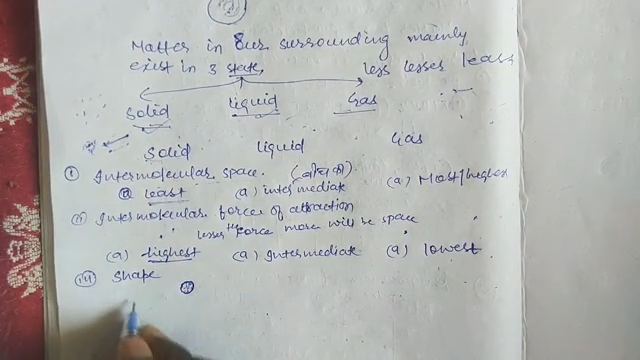 Matter in our surrounding mainly
exist in 3 state, less lesser least
Solid liquid Gas
Solid liquid Gas
(i) Intermolecular space.
(a) least (a) intermediate (a) Most/highest
(ii) Intermolecular force of attraction
lesser the force more will be space
(a) highest (a) Intermediate (a) lowest
(iii) Shape